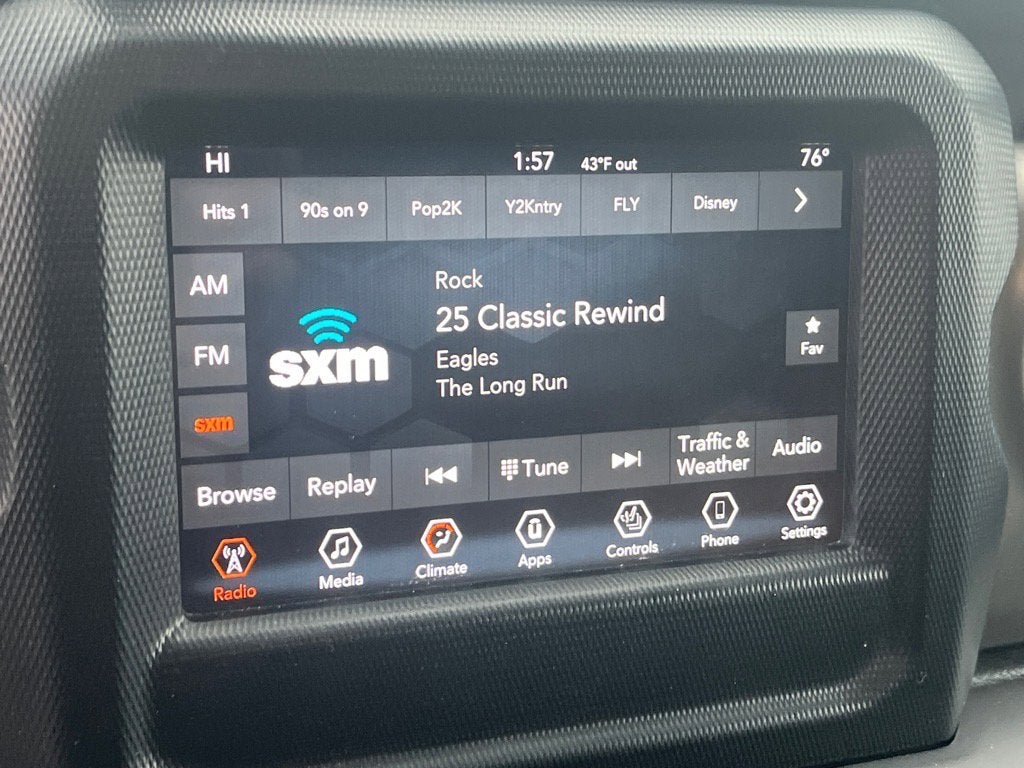 HI 1:57 43°F out 76°
Hits 1 90s on 9 Pop2K Y2Kntry FLY Disney
AM
FM
sxm
sxm
Rock
25 Classic Rewind
Eagles
The Long Run
Fav
Browse Replay Tune Traffic & Weather Audio
Radio Media Climate Apps Controls Phone Settings